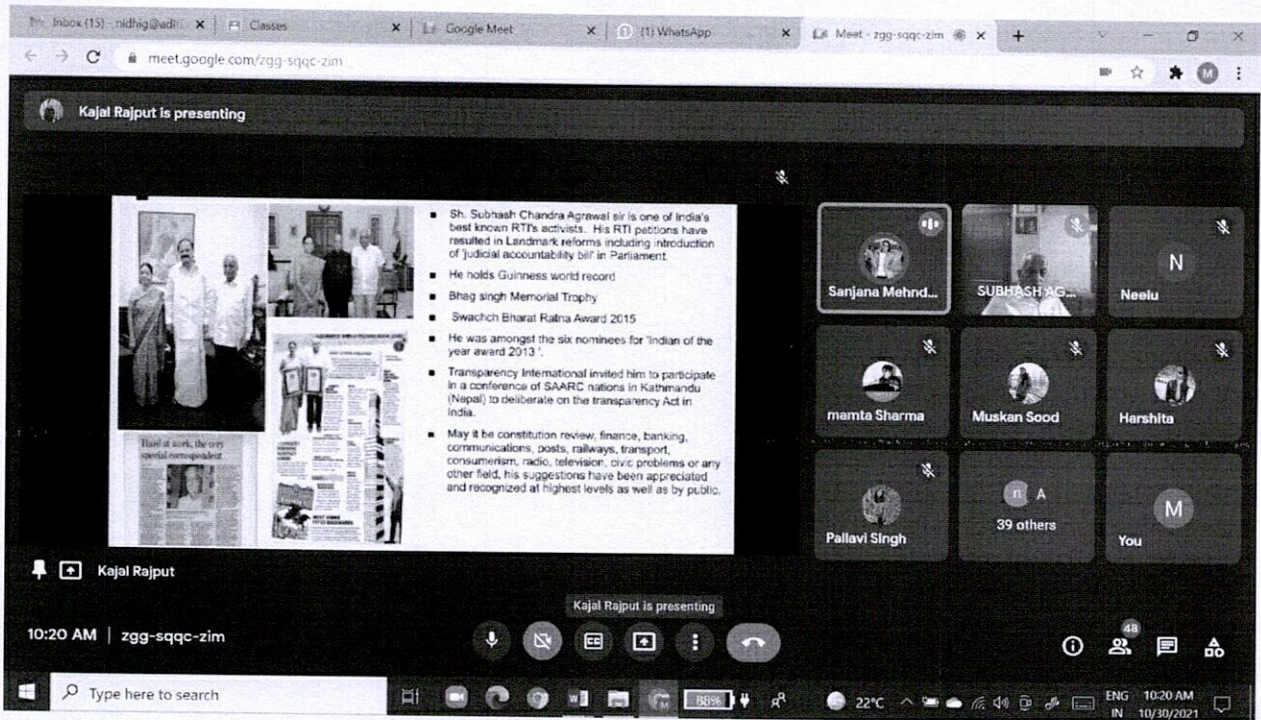 Inbox (15) - nidhig@adi
Classes
Google Meet
(1) WhatsApp
Meet - zgg-sqqc-zim
meet.google.com/zgg-sqqc-zim
M
Kajal Rajput is presenting
Sh. Subhash Chandra Agrawal sir is one of India's
best known RTI's activists. His RTI petitions have
resulted in Landmark reforms including introduction
of 'judicial accountability bill' in Parliament.
He holds Guinness world record
Bhag singh Memorial Trophy
Swachch Bharat Ratna Award 2015
He was amongst the six nominees for 'Indian of the
year award 2013 '.
Transparency International invited him to participate
in a conference of SAARC nations in Kathmandu
(Nepal) to deliberate on the transparency Act in
India.
May it be constitution review, finance, banking,
communications, posts, railways, transport,
consumerism, radio, television, civic problems or any
other field, his suggestions have been appreciated
and recognized at highest levels as well as by public.
Hard at work, the very
special correspondent
Sanjana Mehnd...
SUBHASH AG...
N
Neelu
mamta Sharma
Muskan Sood
Harshita
Pallavi Singh
n A
39 others
M
You
Kajal Rajput
Kajal Rajput is presenting
10:20 AM | zgg-sqqc-zim
48
Type here to search
88%
22°C
ENG
IN
10:20 AM
10/30/2021